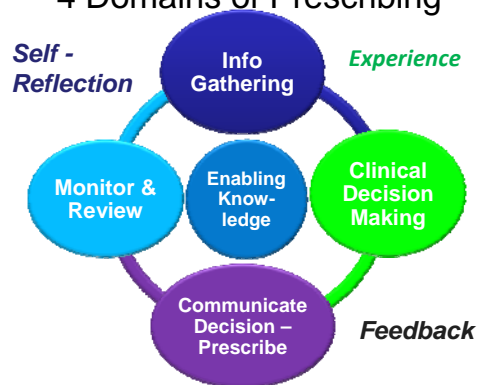 4 Domains of Prescribing
Self -
Reflection
Info
Gathering
Experience
Monitor &
Review
Enabling
Know-
ledge
Clinical
Decision
Making
Communicate
Decision –
Prescribe
Feedback